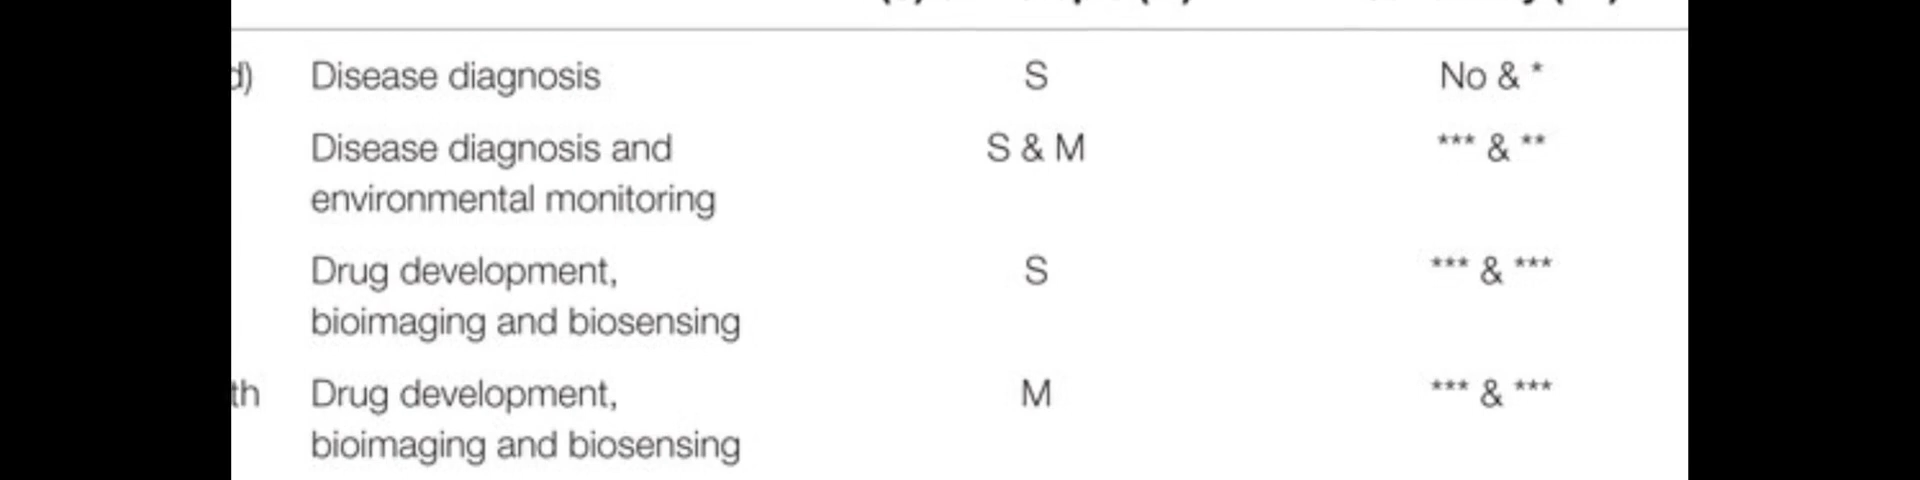 d) Disease diagnosis S No & *
Disease diagnosis and S & M *** & **
environmental monitoring
Drug development, S *** & ***
bioimaging and biosensing
th Drug development, M *** & ***
bioimaging and biosensing